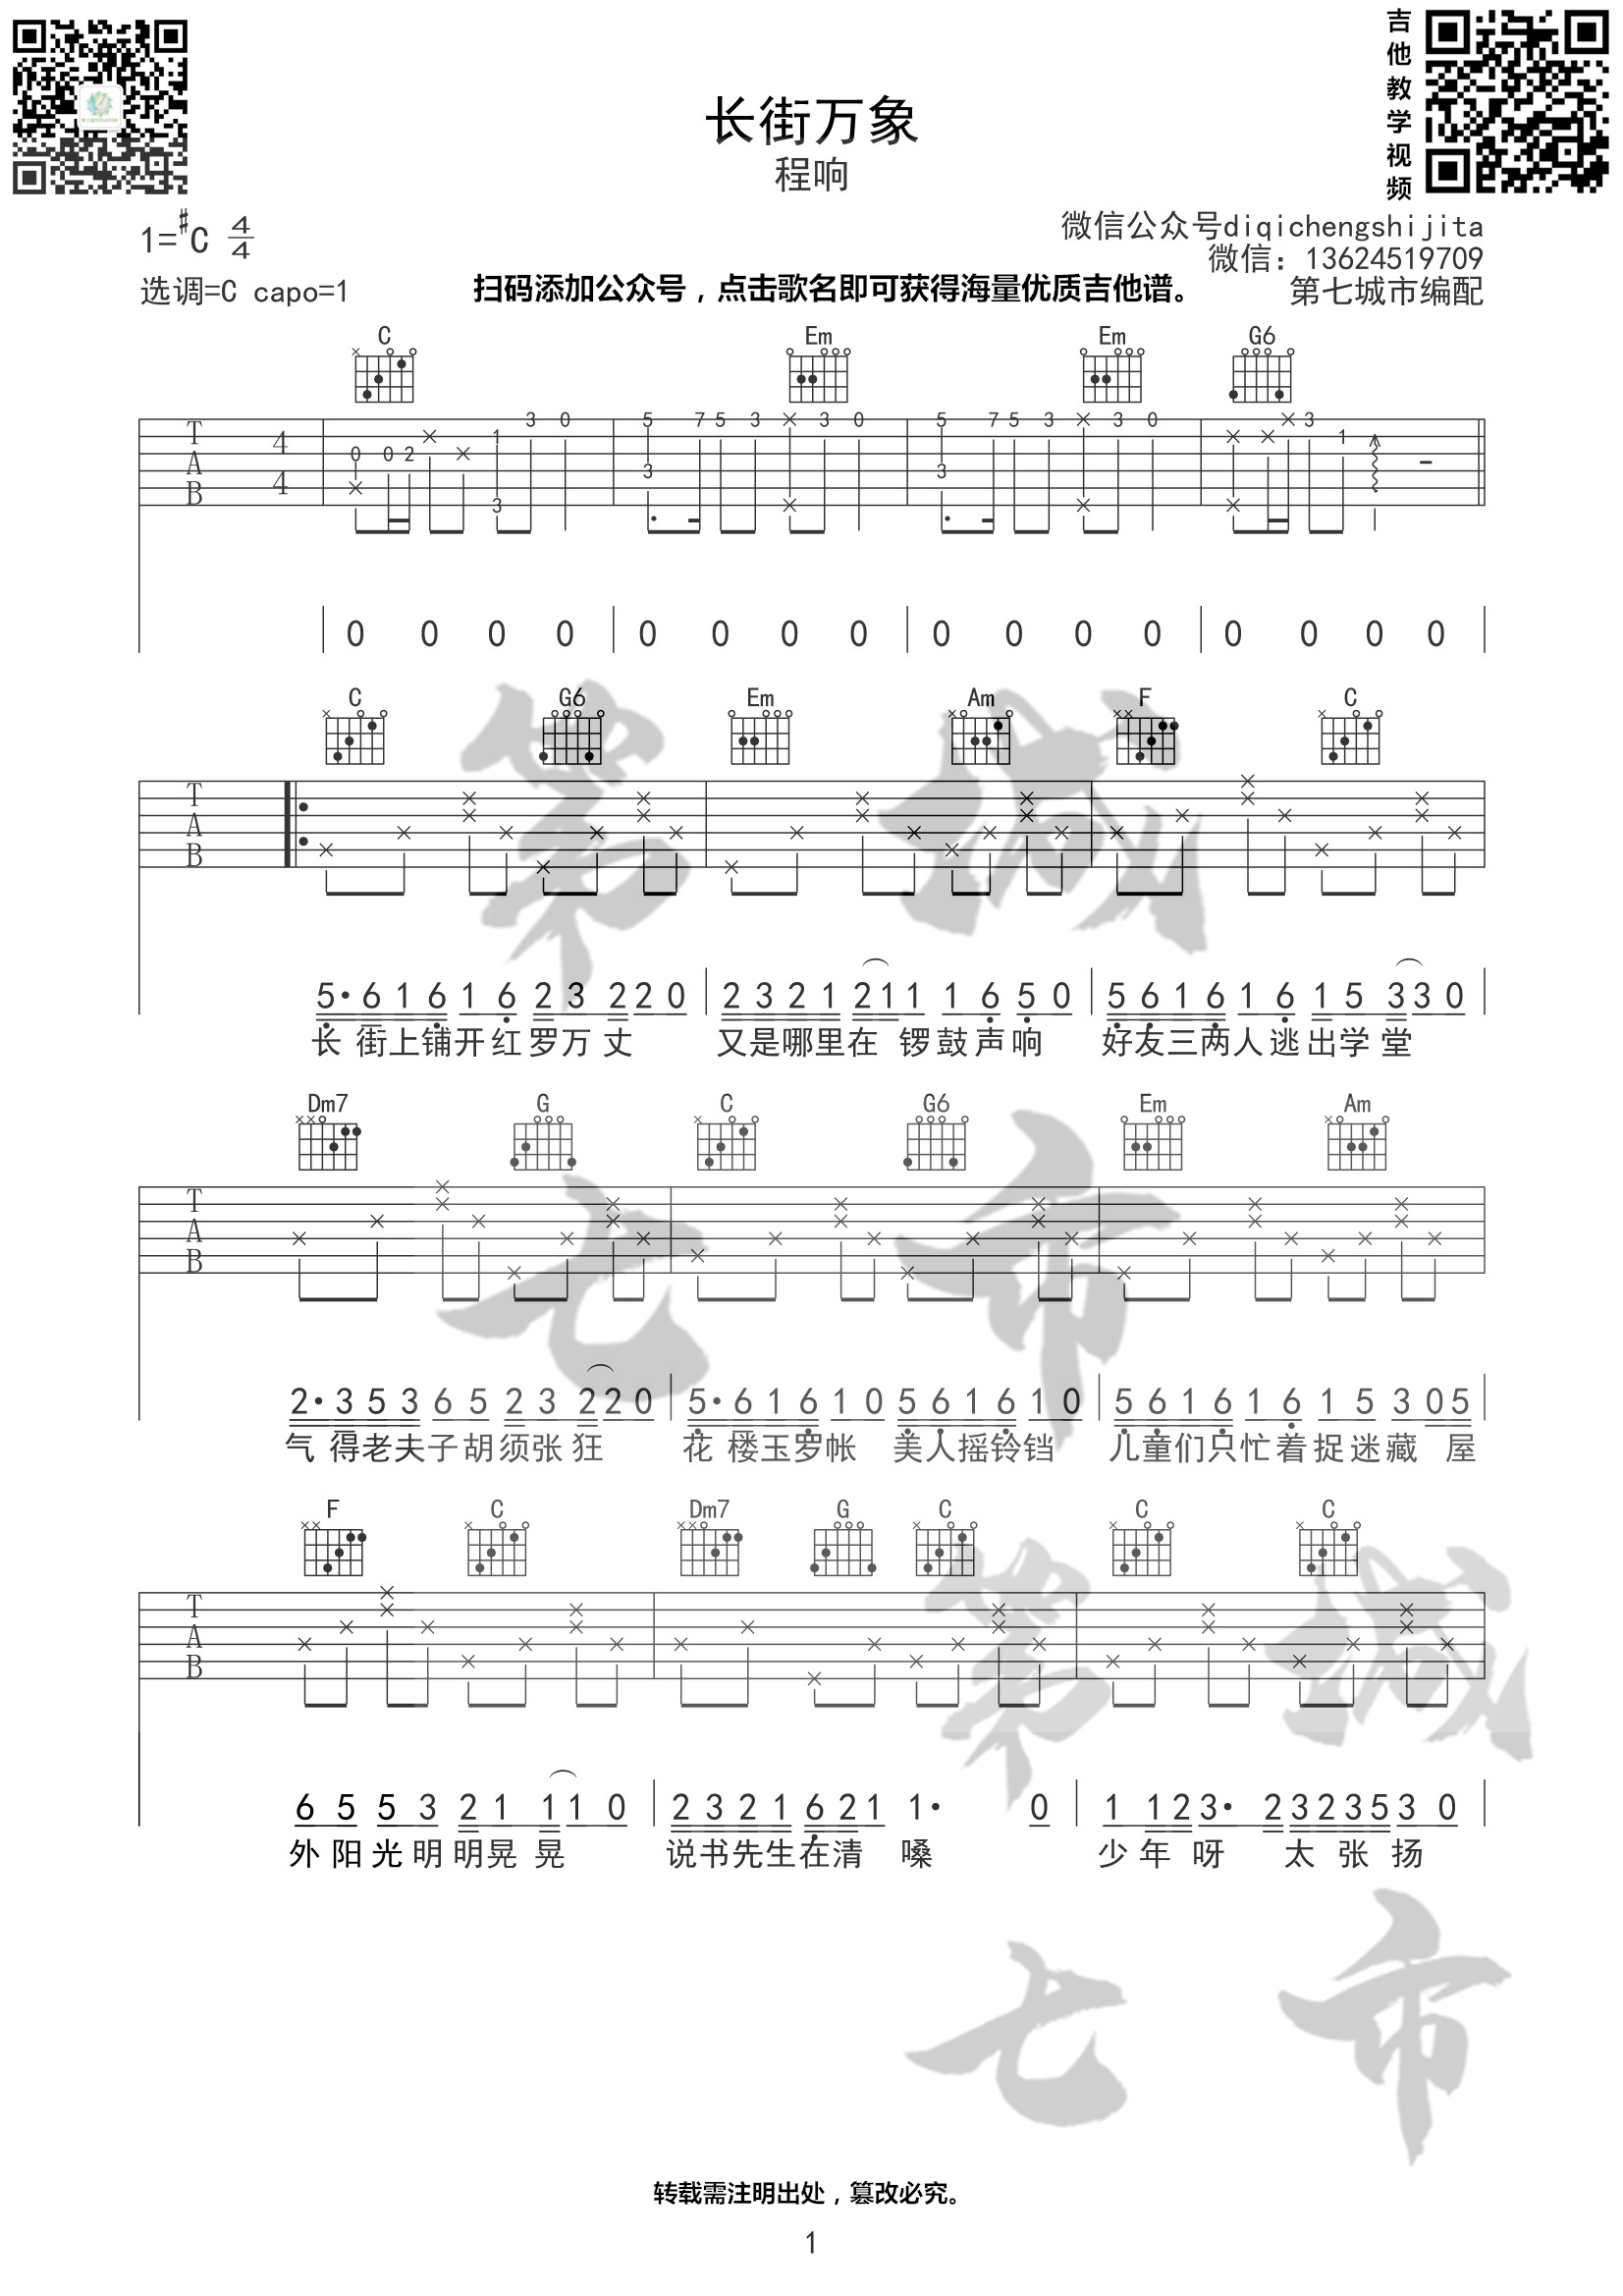 吉他教学视频
长街万象
程响
1=#C 4/4
微信公众号diqichengshijita
微信：13624519709
选调=C capo=1
扫码添加公众号，点击歌名即可获得海量优质吉他谱。
第七城市编配
C Em Em G6
T A B 4 4
0 0 2 1 3 3 0 5 3 7 5 3 3 0 5 3 7 5 3 3 0 3 1 -
0 0 0 0 0 0 0 0 0 0 0 0 0 0 0 0
C G6 Em Am F C
T A B
5· 6 1 6 1 6 2 3 2 2 0 2 3 2 1 2 1 1 1 6 5 0 5 6 1 6 1 6 1 5 3 3 0
长 街上铺开红罗万丈 又是哪里在 锣鼓声响 好友三两人逃出学堂
Dm7 G C G6 Em Am
T A B
2· 3 5 3 6 5 2 3 2 2 0 5· 6 1 6 1 0 5 6 1 6 1 0 5 6 1 6 1 6 1 5 3 0 5
气 得老夫子胡须张狂 花 楼玉罗帐 美人摇铃铛 儿童们只忙着捉迷藏 屋
F C Dm7 G C C C
T A B
6 5 5 3 2 1 1 1 0 2 3 2 1 6 2 1 1· 0 1 1 2 3· 2 3 2 3 5 3 0
外阳光明明晃晃 说书先生在清 嗓 少年呀 太张扬
第 城
七 市
第 城
七 市
转载需注明出处，篡改必究。
1